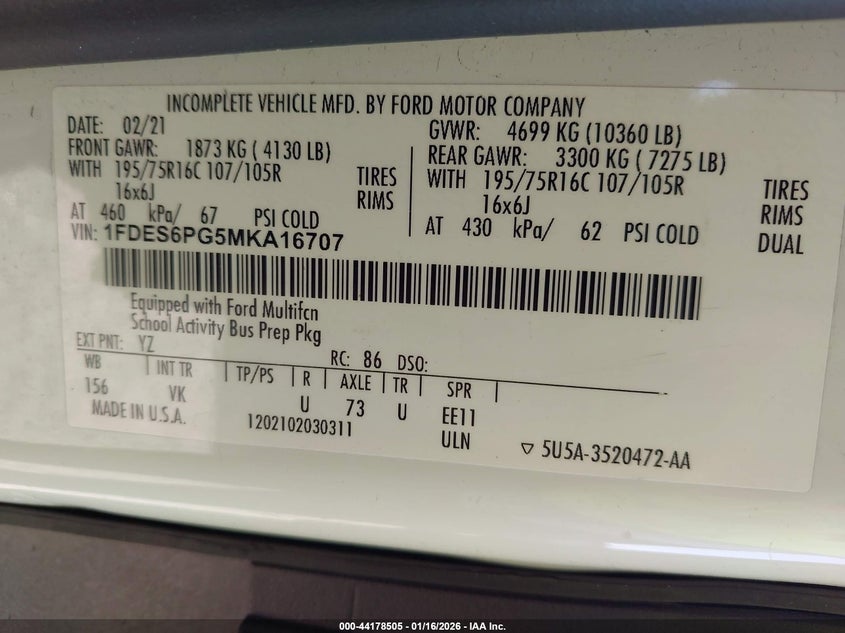 INCOMPLETE VEHICLE MFD. BY FORD MOTOR COMPANY
DATE: 02/21 GVWR: 4699 KG (10360 LB)
FRONT GAWR: 1873 KG ( 4130 LB) REAR GAWR: 3300 KG ( 7275 LB)
WITH 195/75R16C 107/105R TIRES WITH 195/75R16C 107/105R TIRES
16x6J RIMS 16x6J RIMS
AT 460 kPa/ 67 PSI COLD AT 430 kPa/ 62 PSI COLD DUAL
VIN: 1FDES6PG5MKA16707
Equipped with Ford Multifcn
School Activity Bus Prep Pkg
EXT PNT: YZ RC: 86 DSO:
WB INT TR TP/PS R AXLE TR SPR
156 VK U 73 U EE11
MADE IN U.S.A. 1202102030311 ULN
▽ 5U5A-3520472-AA
000-44178505 - 01/16/2026 - IAA Inc.